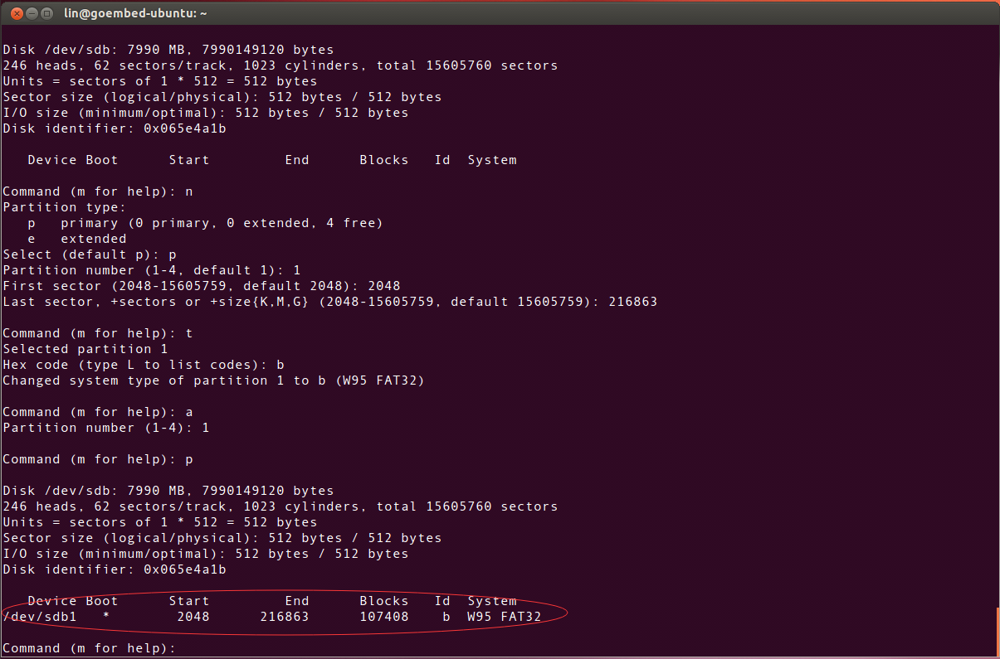 lin@goembed-ubuntu: ~
Disk /dev/sdb: 7990 MB, 7990149120 bytes
246 heads, 62 sectors/track, 1023 cylinders, total 15605760 sectors
Units = sectors of 1 * 512 = 512 bytes
Sector size (logical/physical): 512 bytes / 512 bytes
I/O size (minimum/optimal): 512 bytes / 512 bytes
Disk identifier: 0x065e4a1b
   Device Boot      Start         End      Blocks   Id  System
Command (m for help): n
Partition type:
   p   primary (0 primary, 0 extended, 4 free)
   e   extended
Select (default p): p
Partition number (1-4, default 1): 1
First sector (2048-15605759, default 2048): 2048
Last sector, +sectors or +size{K,M,G} (2048-15605759, default 15605759): 216863
Command (m for help): t
Selected partition 1
Hex code (type L to list codes): b
Changed system type of partition 1 to b (W95 FAT32)
Command (m for help): a
Partition number (1-4): 1
Command (m for help): p
Disk /dev/sdb: 7990 MB, 7990149120 bytes
246 heads, 62 sectors/track, 1023 cylinders, total 15605760 sectors
Units = sectors of 1 * 512 = 512 bytes
Sector size (logical/physical): 512 bytes / 512 bytes
I/O size (minimum/optimal): 512 bytes / 512 bytes
Disk identifier: 0x065e4a1b
   Device Boot      Start         End      Blocks   Id  System
/dev/sdb1   *        2048      216863      107408    b  W95 FAT32
Command (m for help):